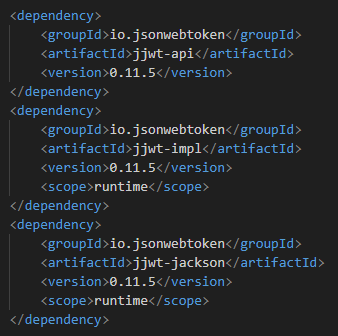 <dependency>
    <groupId>io.jsonwebtoken</groupId>
    <artifactId>jjwt-api</artifactId>
    <version>0.11.5</version>
</dependency>
<dependency>
    <groupId>io.jsonwebtoken</groupId>
    <artifactId>jjwt-impl</artifactId>
    <version>0.11.5</version>
    <scope>runtime</scope>
</dependency>
<dependency>
    <groupId>io.jsonwebtoken</groupId>
    <artifactId>jjwt-jackson</artifactId>
    <version>0.11.5</version>
    <scope>runtime</scope>
</dependency>